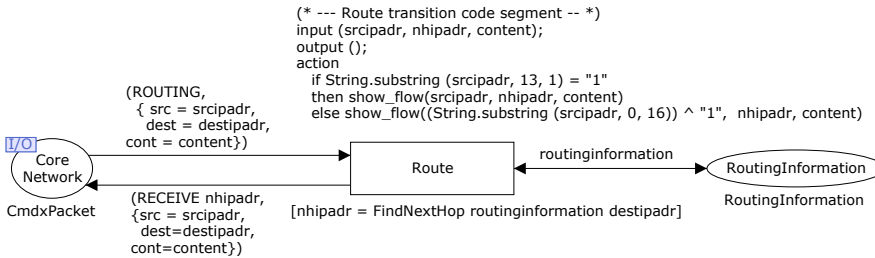 (* --- Route transition code segment -- *)
input (srcipadr, nhipadr, content);
output ();
action
if String.substring (srcipadr, 13, 1) = "1"
then show_flow(srcipadr, nhipadr, content)
else show_flow((String.substring (srcipadr, 0, 16)) ^ "1",  nhipadr, content)
(ROUTING,
{ src = srcipadr,
dest = destipadr,
cont = content})
I/O
Core
Network
CmdxPacket
Route
routinginformation
RoutingInformation
RoutingInformation
(RECEIVE nhipadr,
{src = srcipadr,
dest=destipadr,
cont=content})
[nhipadr = FindNextHop routinginformation destipadr]